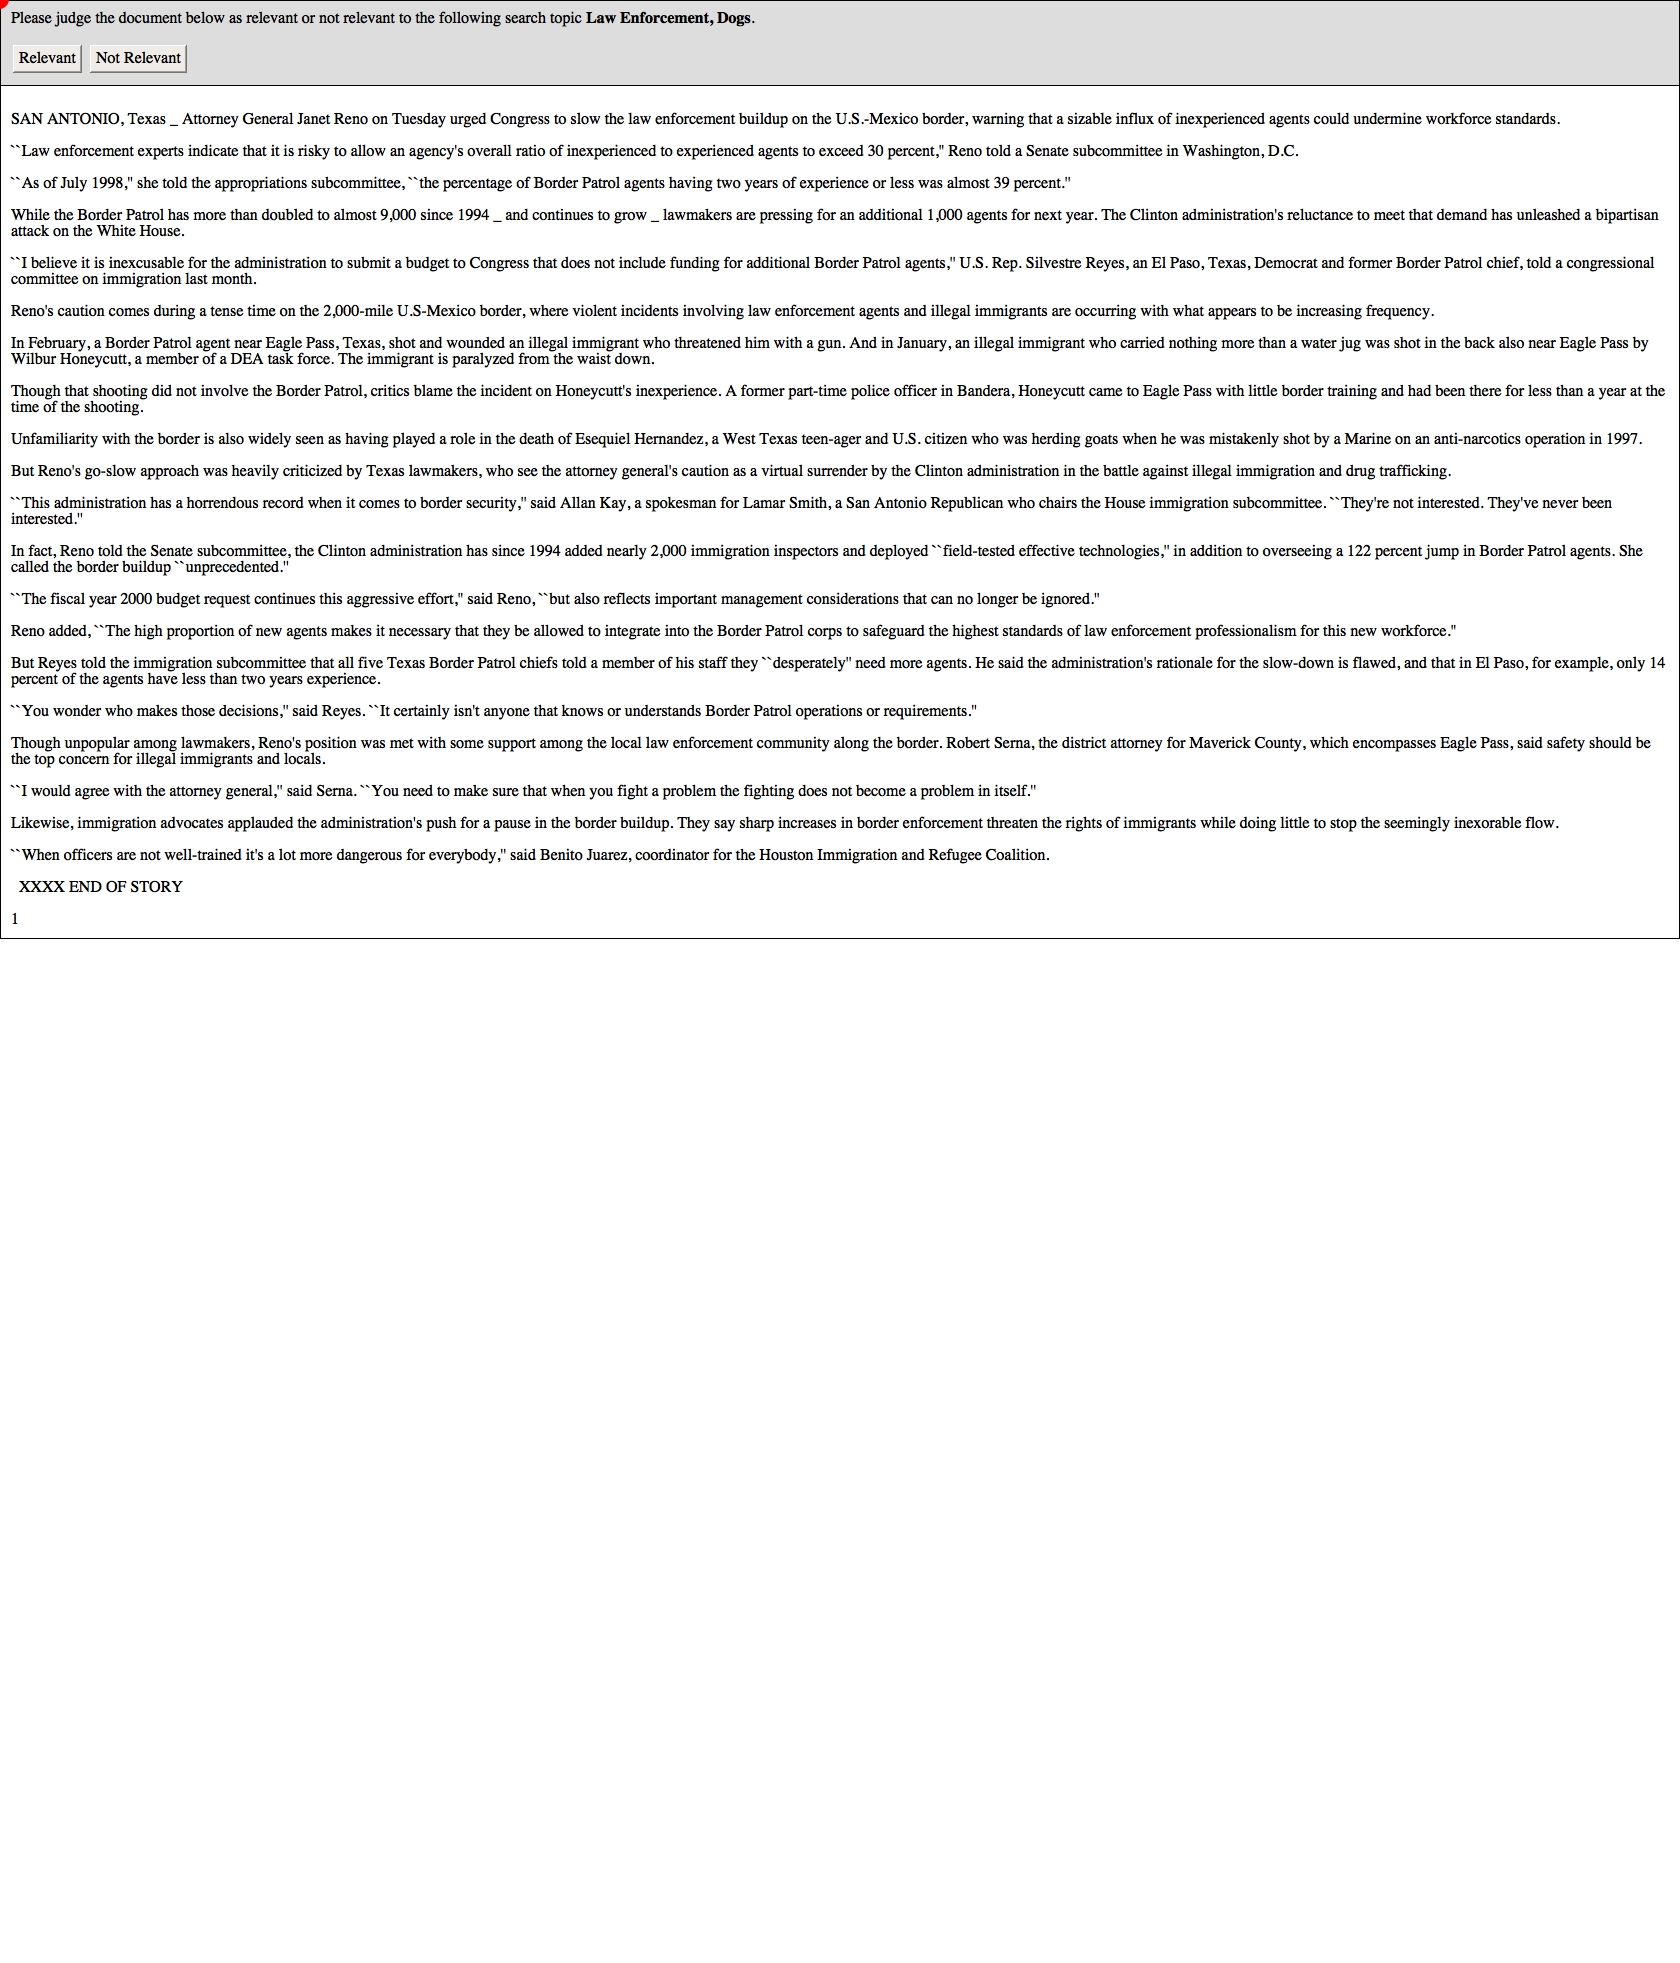 Please judge the document below as relevant or not relevant to the following search topic Law Enforcement, Dogs.
Relevant Not Relevant
SAN ANTONIO, Texas _ Attorney General Janet Reno on Tuesday urged Congress to slow the law enforcement buildup on the U.S.-Mexico border, warning that a sizable influx of inexperienced agents could undermine workforce standards.
``Law enforcement experts indicate that it is risky to allow an agency's overall ratio of inexperienced to experienced agents to exceed 30 percent,'' Reno told a Senate subcommittee in Washington, D.C.
``As of July 1998,'' she told the appropriations subcommittee, ``the percentage of Border Patrol agents having two years of experience or less was almost 39 percent.''
While the Border Patrol has more than doubled to almost 9,000 since 1994 _ and continues to grow _ lawmakers are pressing for an additional 1,000 agents for next year. The Clinton administration's reluctance to meet that demand has unleashed a bipartisan
attack on the White House.
``I believe it is inexcusable for the administration to submit a budget to Congress that does not include funding for additional Border Patrol agents,'' U.S. Rep. Silvestre Reyes, an El Paso, Texas, Democrat and former Border Patrol chief, told a congressional
committee on immigration last month.
Reno's caution comes during a tense time on the 2,000-mile U.S-Mexico border, where violent incidents involving law enforcement agents and illegal immigrants are occurring with what appears to be increasing frequency.
In February, a Border Patrol agent near Eagle Pass, Texas, shot and wounded an illegal immigrant who threatened him with a gun. And in January, an illegal immigrant who carried nothing more than a water jug was shot in the back also near Eagle Pass by
Wilbur Honeycutt, a member of a DEA task force. The immigrant is paralyzed from the waist down.
Though that shooting did not involve the Border Patrol, critics blame the incident on Honeycutt's inexperience. A former part-time police officer in Bandera, Honeycutt came to Eagle Pass with little border training and had been there for less than a year at the
time of the shooting.
Unfamiliarity with the border is also widely seen as having played a role in the death of Esequiel Hernandez, a West Texas teen-ager and U.S. citizen who was herding goats when he was mistakenly shot by a Marine on an anti-narcotics operation in 1997.
But Reno's go-slow approach was heavily criticized by Texas lawmakers, who see the attorney general's caution as a virtual surrender by the Clinton administration in the battle against illegal immigration and drug trafficking.
``This administration has a horrendous record when it comes to border security,'' said Allan Kay, a spokesman for Lamar Smith, a San Antonio Republican who chairs the House immigration subcommittee. ``They're not interested. They've never been
interested.''
In fact, Reno told the Senate subcommittee, the Clinton administration has since 1994 added nearly 2,000 immigration inspectors and deployed ``field-tested effective technologies,'' in addition to overseeing a 122 percent jump in Border Patrol agents. She
called the border buildup ``unprecedented.''
``The fiscal year 2000 budget request continues this aggressive effort,'' said Reno, ``but also reflects important management considerations that can no longer be ignored.''
Reno added, ``The high proportion of new agents makes it necessary that they be allowed to integrate into the Border Patrol corps to safeguard the highest standards of law enforcement professionalism for this new workforce.''
But Reyes told the immigration subcommittee that all five Texas Border Patrol chiefs told a member of his staff they ``desperately'' need more agents. He said the administration's rationale for the slow-down is flawed, and that in El Paso, for example, only 14
percent of the agents have less than two years experience.
``You wonder who makes those decisions,'' said Reyes. ``It certainly isn't anyone that knows or understands Border Patrol operations or requirements.''
Though unpopular among lawmakers, Reno's position was met with some support among the local law enforcement community along the border. Robert Serna, the district attorney for Maverick County, which encompasses Eagle Pass, said safety should be
the top concern for illegal immigrants and locals.
``I would agree with the attorney general,'' said Serna. ``You need to make sure that when you fight a problem the fighting does not become a problem in itself.''
Likewise, immigration advocates applauded the administration's push for a pause in the border buildup. They say sharp increases in border enforcement threaten the rights of immigrants while doing little to stop the seemingly inexorable flow.
``When officers are not well-trained it's a lot more dangerous for everybody,'' said Benito Juarez, coordinator for the Houston Immigration and Refugee Coalition.
XXXX END OF STORY
1